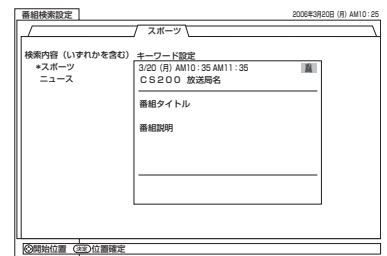 番組検索設定 2006年3月20日 (月) AM10:25
スポーツ
検索内容（いずれかを含む） キーワード設定
*スポーツ
ニュース
3/20 (月) AM10:35 AM11:35
CS200 放送局名
番組タイトル
番組説明
開始位置 決定 位置確定